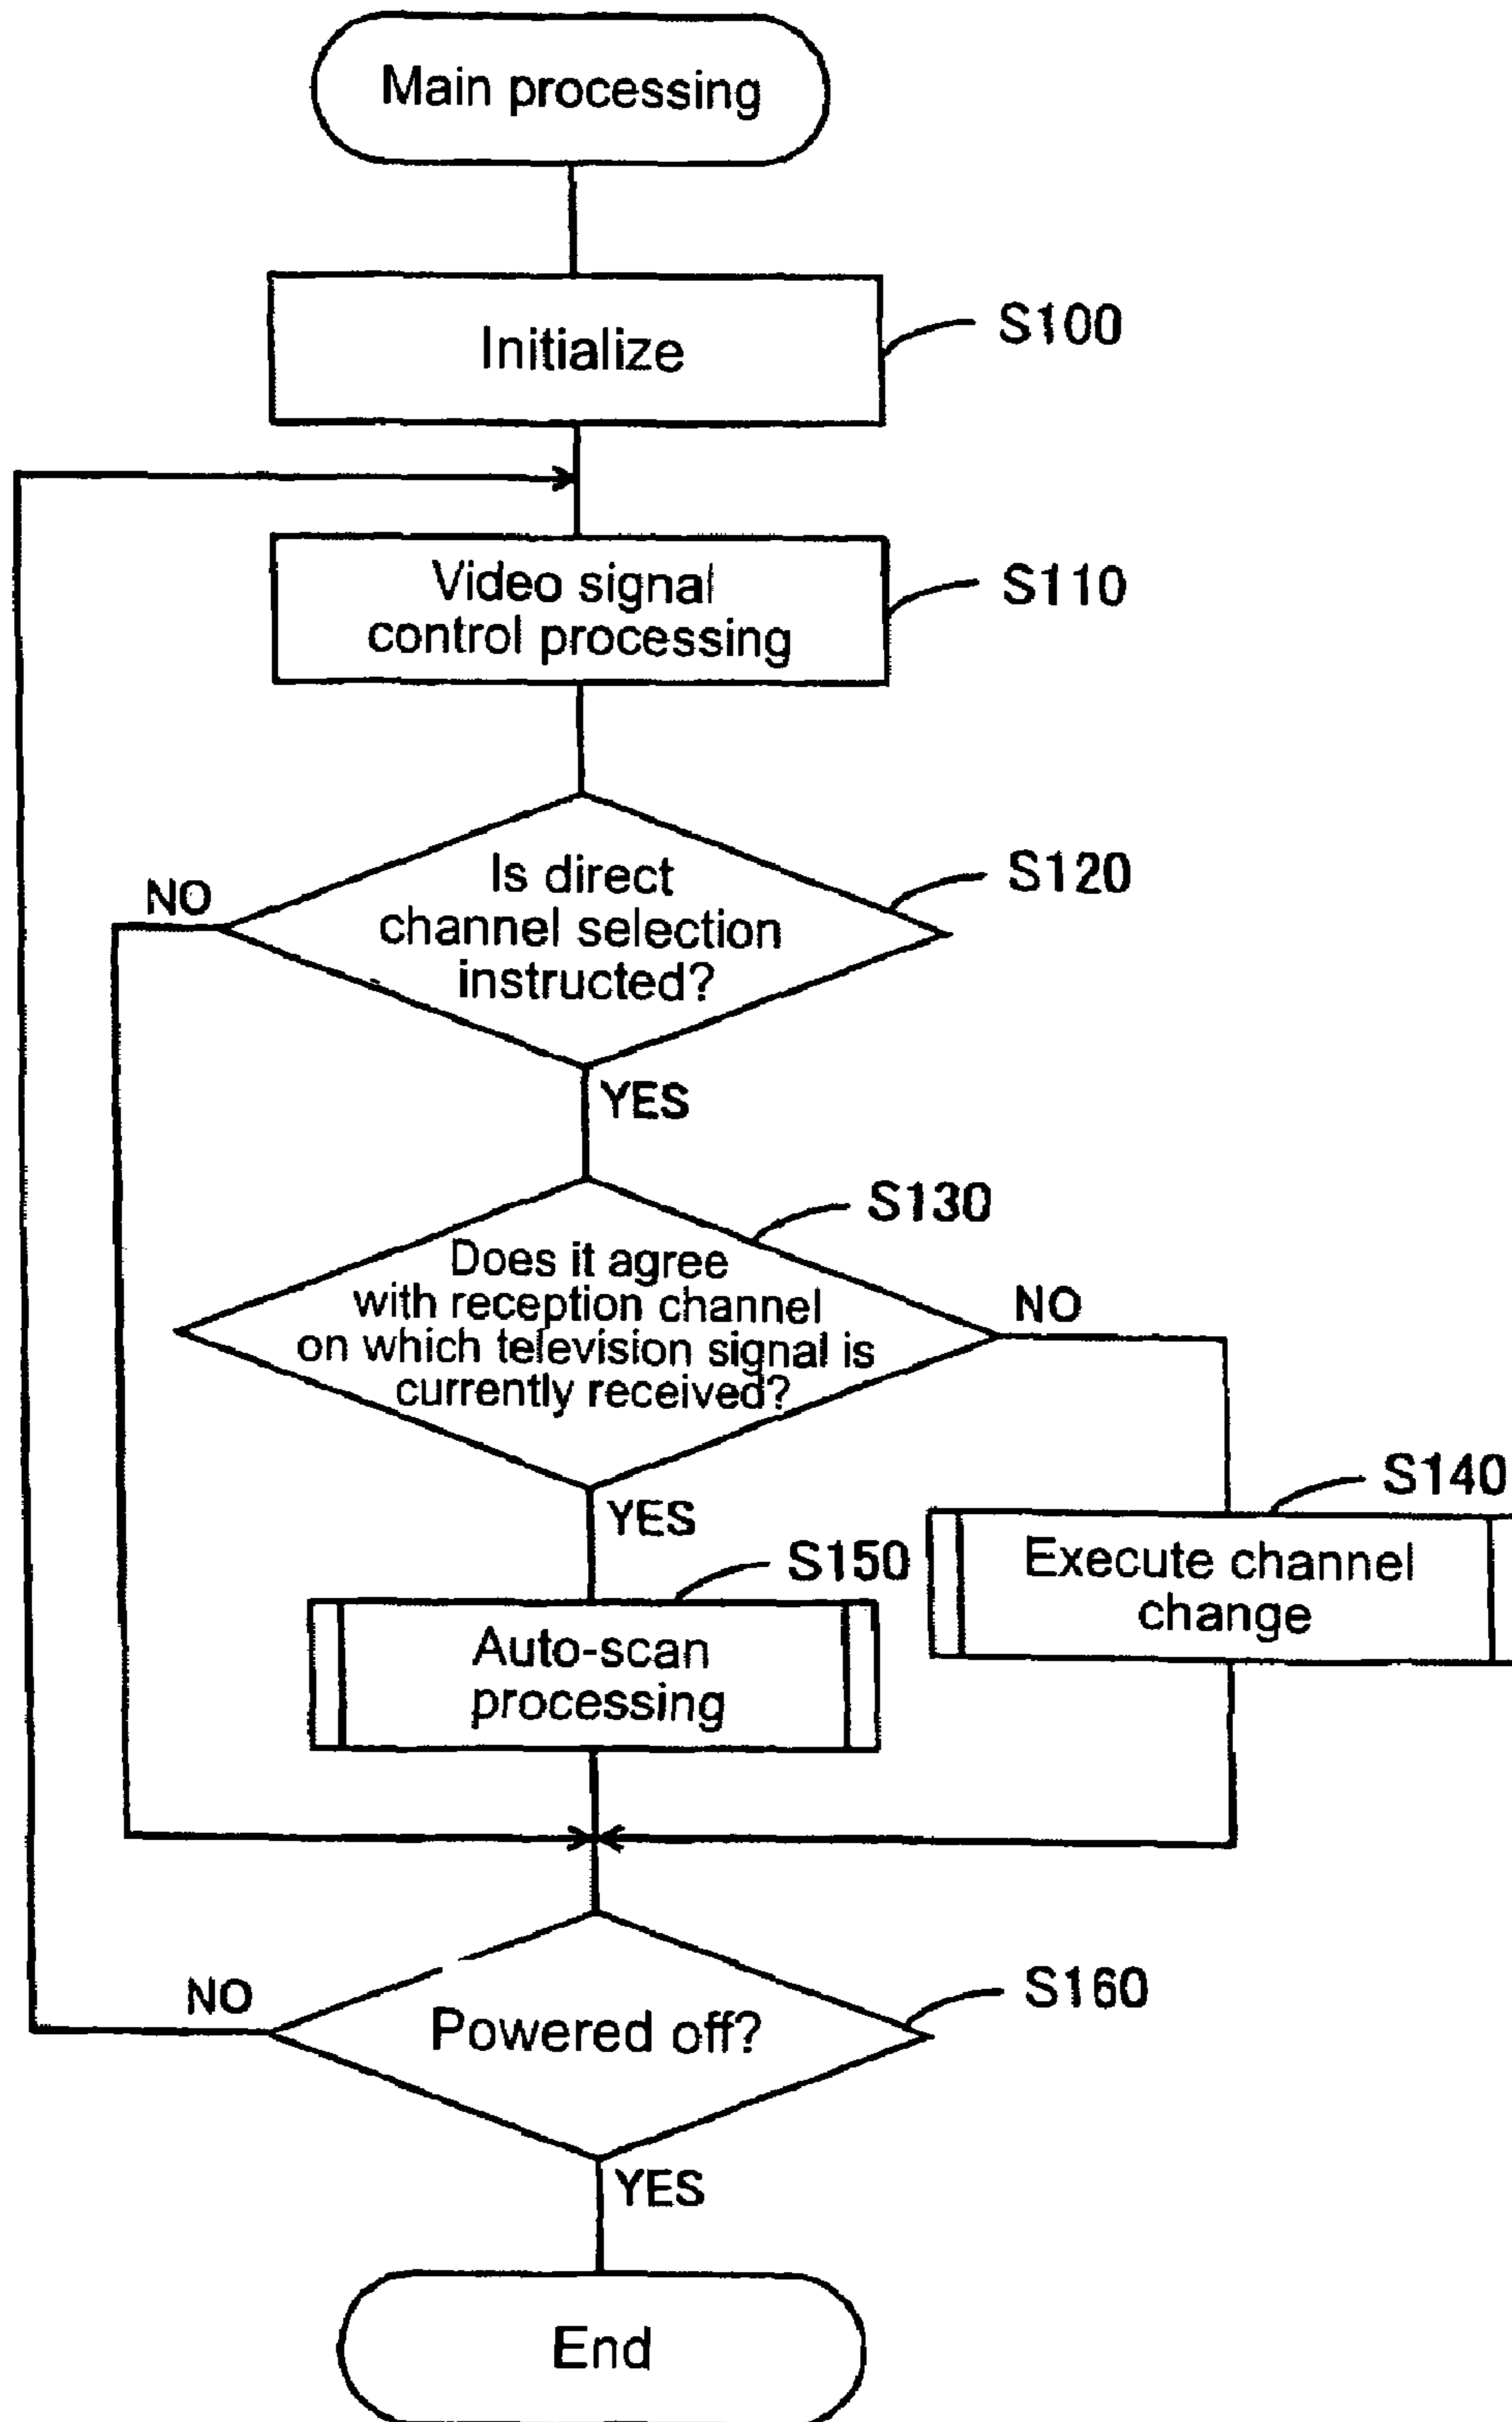 Main processing
Initialize
S100
Video signal
control processing
S110
Is direct
channel selection
instructed?
S120
NO
YES
S130
Does it agree
with reception channel
on which television signal is
currently received?
NO
YES
S140
Execute channel
change
S150
Auto-scan
processing
Powered off?
S160
NO
YES
End